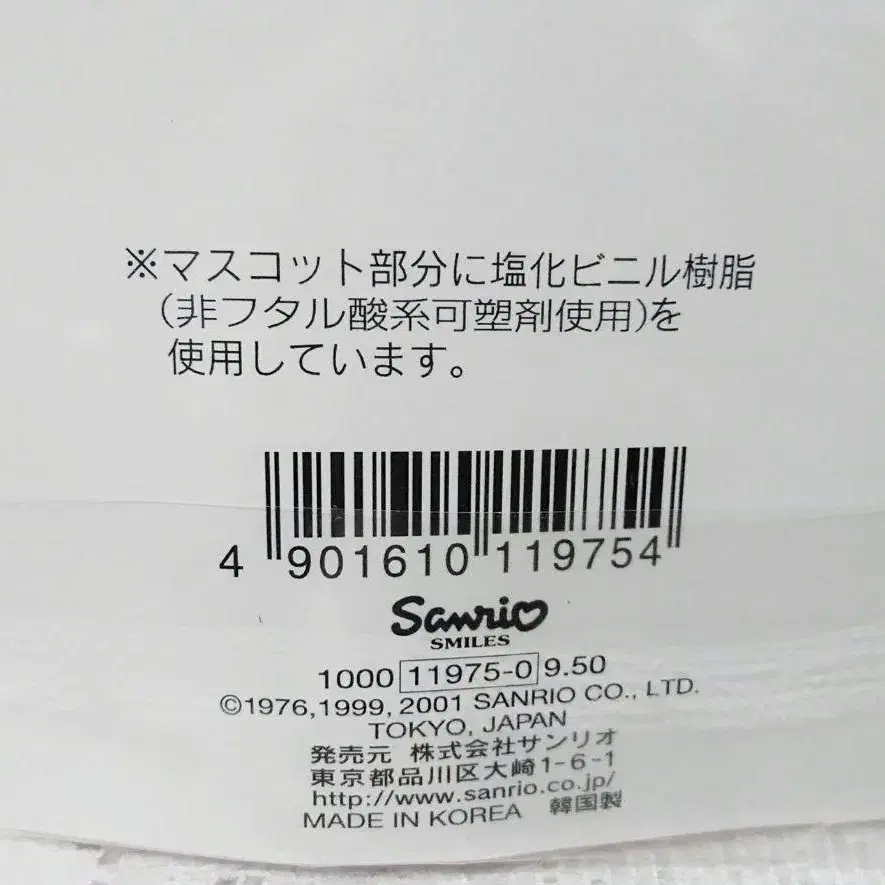 ※マスコット部分に塩化ビニル樹脂
(非フタル酸系可塑剤使用)を
使用しています。
4 901610 119754
Sanrio
SMILES
1000 11975-0 9.50
©1976,1999, 2001 SANRIO CO., LTD.
TOKYO, JAPAN
発売元 株式会社サンリオ
東京都品川区大崎1-6-1
http://www.sanrio.co.jp/
MADE IN KOREA 韓国製